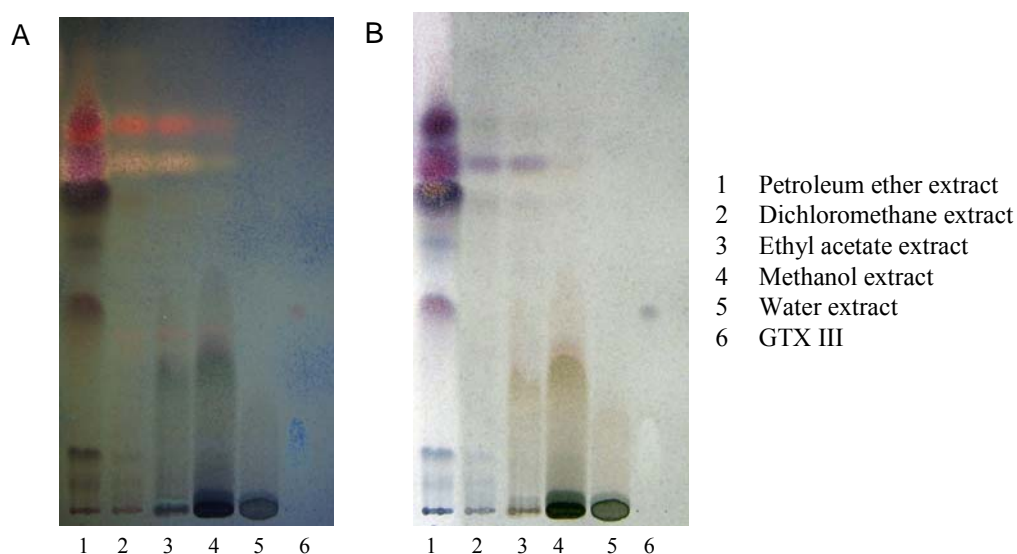 A
B
1 Petroleum ether extract
2 Dichloromethane extract
3 Ethyl acetate extract
4 Methanol extract
5 Water extract
6 GTX III
1 2 3 4 5 6
1 2 3 4 5 6